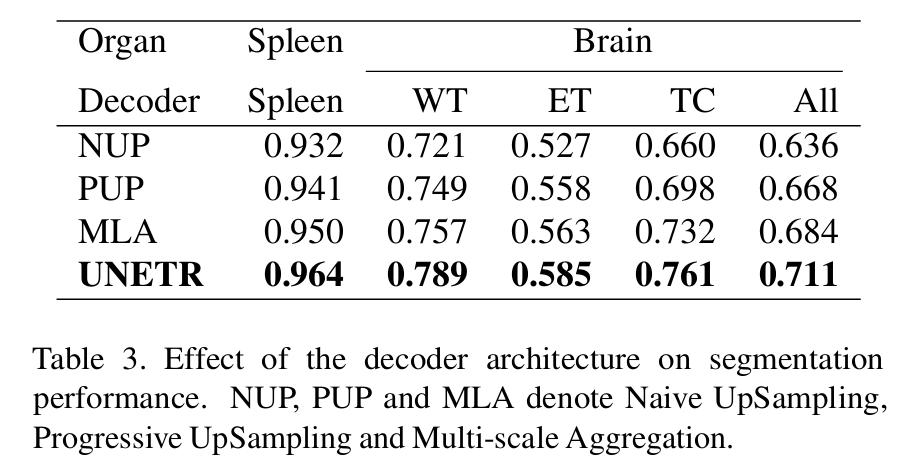 Organ Spleen Brain
Decoder Spleen WT ET TC All
NUP 0.932 0.721 0.527 0.660 0.636
PUP 0.941 0.749 0.558 0.698 0.668
MLA 0.950 0.757 0.563 0.732 0.684
UNETR 0.964 0.789 0.585 0.761 0.711
Table 3. Effect of the decoder architecture on segmentation
performance. NUP, PUP and MLA denote Naive UpSampling,
Progressive UpSampling and Multi-scale Aggregation.